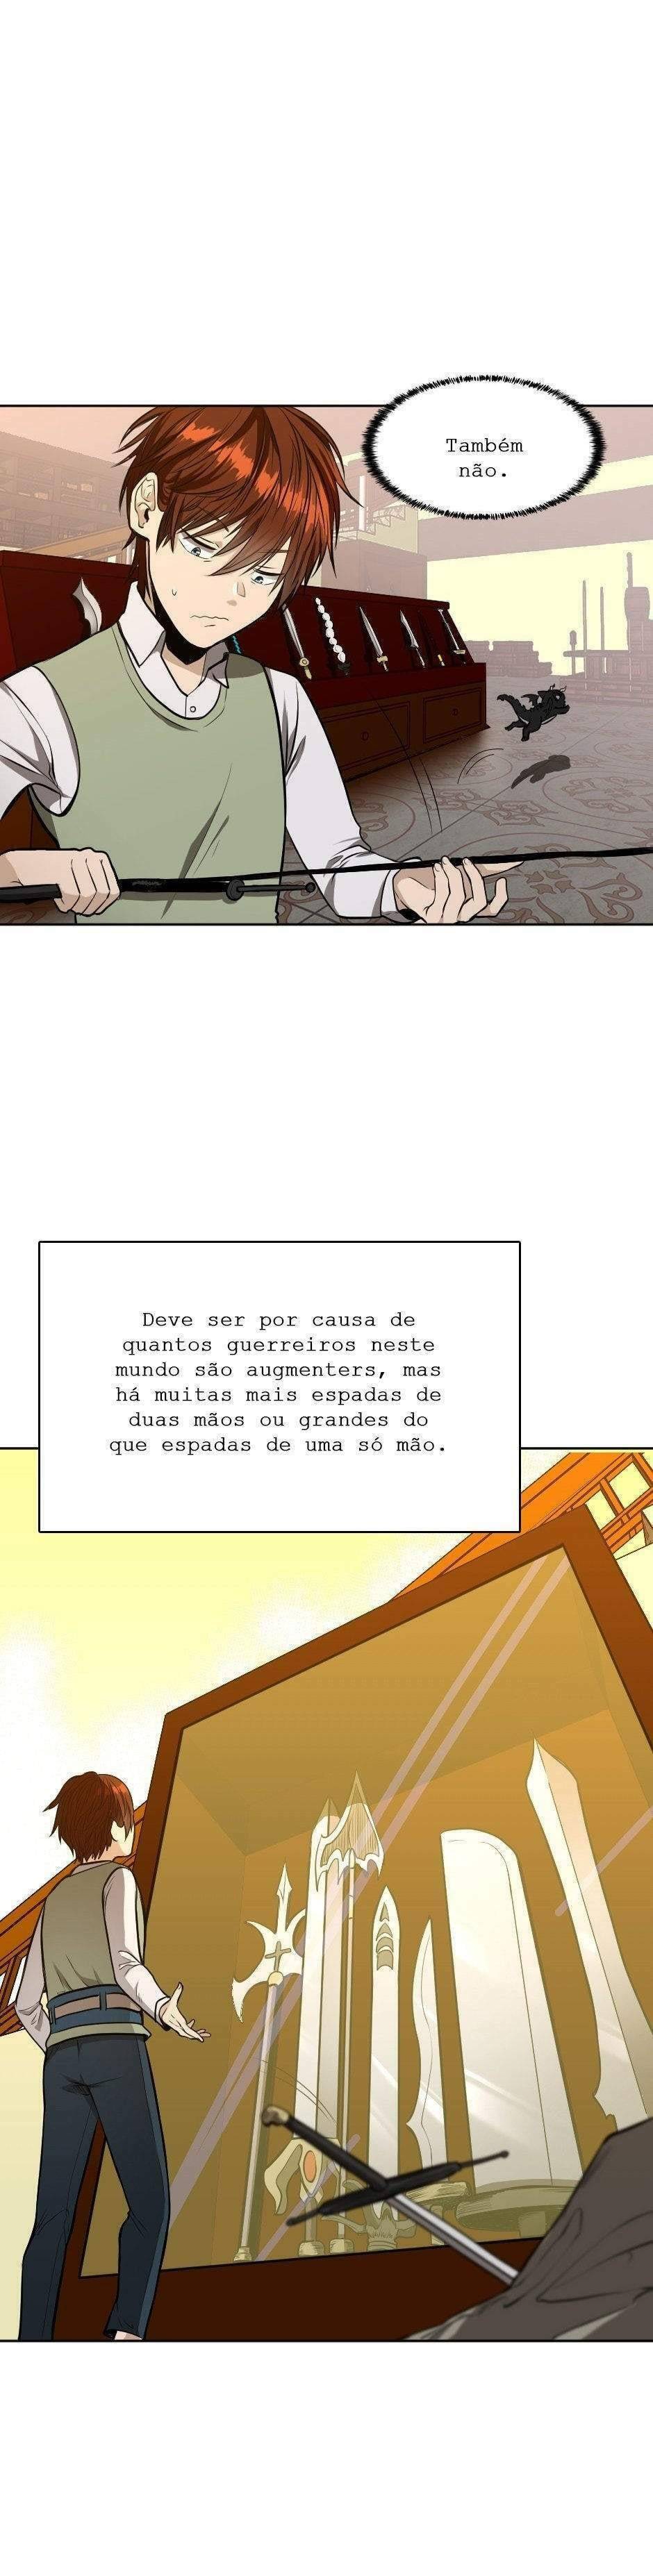 Também
não.
Deve ser por causa de
quantos guerreiros neste
mundo são augmenters, mas
há muitas mais espadas de
duas mãos ou grandes do
que espadas de uma só mão.